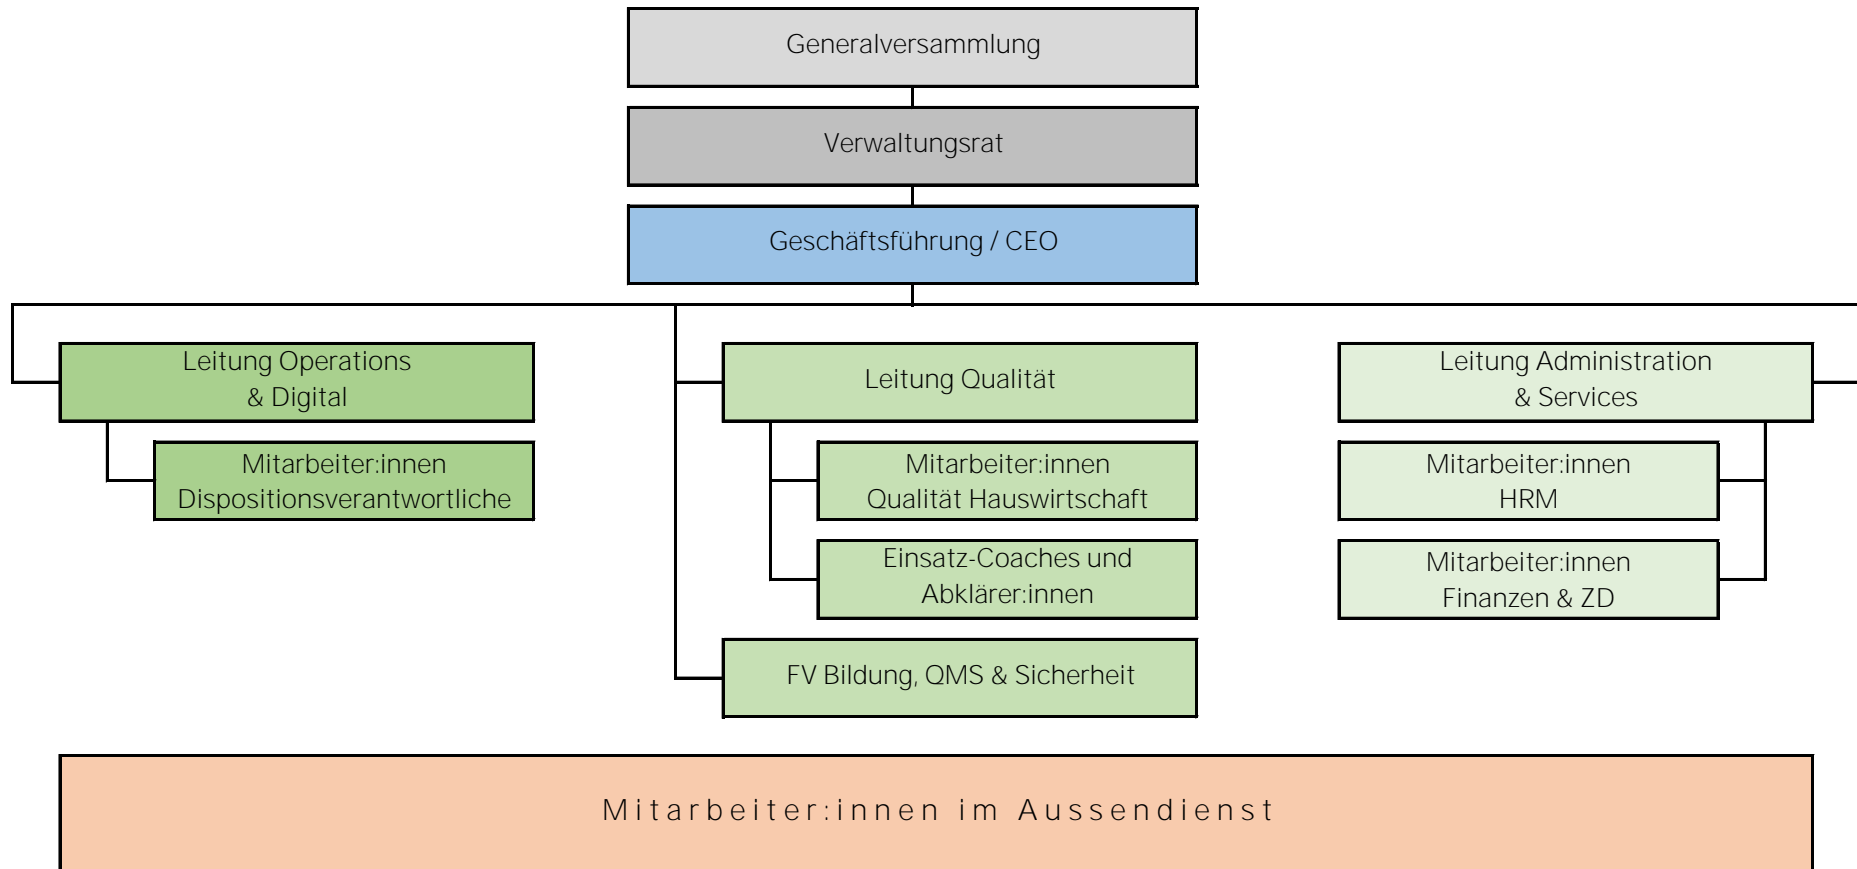 Generalversammlung
Verwaltungsrat
Geschäftsführung / CEO
Leitung Operations
& Digital
Mitarbeiter:innen
Dispositionsverantwortliche
Leitung Qualität
Mitarbeiter:innen
Qualität Hauswirtschaft
Einsatz-Coaches und
Abklärer:innen
FV Bildung, QMS & Sicherheit
Leitung Administration
& Services
Mitarbeiter:innen
HRM
Mitarbeiter:innen
Finanzen & ZD
Mitarbeiter:innen im Aussendienst